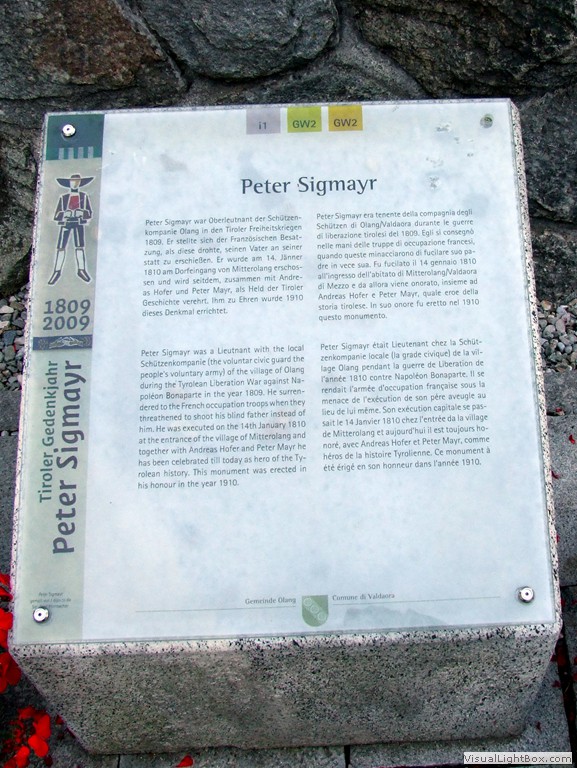 i1
GW2
GW2
Peter Sigmayr
Peter Sigmayr war Oberleutnant der Schützen-
kompanie Olang in den Tiroler Freiheitskriegen
1809. Er stellte sich der Französischen Besat-
zung, als diese drohte, seinen Vater an seiner
statt zu erschießen. Er wurde am 14. Jänner
1810 am Dorfeingang von Mitterolang erschos-
sen und wird seitdem, zusammen mit Andre-
as Hofer und Peter Mayr, als Held der Tiroler
Geschichte verehrt. Ihm zu Ehren wurde 1910
dieses Denkmal errichtet.
Peter Sigmayr era tenente della compagnia degli
Schützen di Olang/Valdaora durante le guerre
di liberazione tirolesi del 1809. Egli si consegnò
nelle mani delle truppe di occupazione francesi,
quando queste minacciarono di fucilare suo pa-
dre in vece sua. Fu fucilato il 14 gennaio 1810
all'ingresso dell'abitato di Mitterolang/Valdaora
di Mezzo e da allora viene onorato, insieme ad
Andreas Hofer e Peter Mayr, quale eroe della
storia tirolese. In suo onore fu eretto nel 1910
questo monumento.
Peter Sigmayr was a Lieutnant with the local
Schützenkompanie (the voluntar civic guard the
people's voluntary army) of the village of Olang
during the Tyrolean Liberation War against Na-
poléon Bonaparte in the year 1809. He surren-
dered to the French occupation troops when they
threathened to shoot his blind father instead of
him. He was executed on the 14th January 1810
at the entrance of the village of Mitterolang and
together with Andreas Hofer and Peter Mayr he
has been celebrated till today as hero of the Ty-
rolean history. This monument was erected in
his honour in the year 1910.
Peter Sigmayr était Lieutenant chez la Schüt-
zenkompanie locale (la grade civique) de la vil-
lage Olang pendant la guerre de Liberation de
l'année 1810 contre Napoléon Bonaparte. Il se
rendait l'armée d'occupation française sous la
menace de l'exécution de son père aveugle au
lieu de lui même. Son exécution capitale se pas-
sait le 14 Janvier 1810 chez l'entrée da la village
de Mitterolang et aujourd'hui il est toujours ho-
noré, avec Andreas Hofer et Peter Mayr, comme
héros de la histoire Tyrolienne. Ce monument à
été érigé en son honneur dans l'année 1910.
1809
2009
Tiroler Gedenkjahr
Peter Sigmayr
Peter Sigmayr
Gemeinde Olang
Comune di Valdaora
VisualLightBox.com